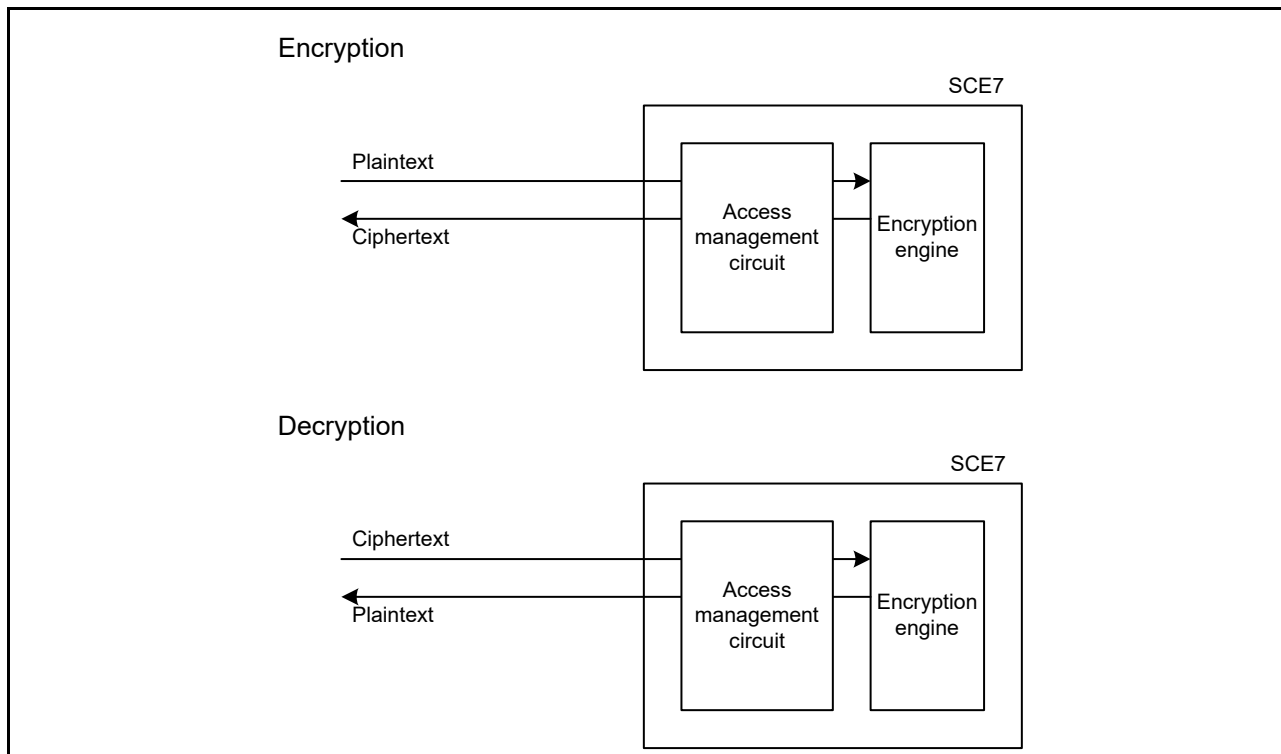 Encryption
SCE7
Plaintext
Ciphertext
Access
management
circuit
Encryption
engine
Decryption
SCE7
Ciphertext
Plaintext
Access
management
circuit
Encryption
engine